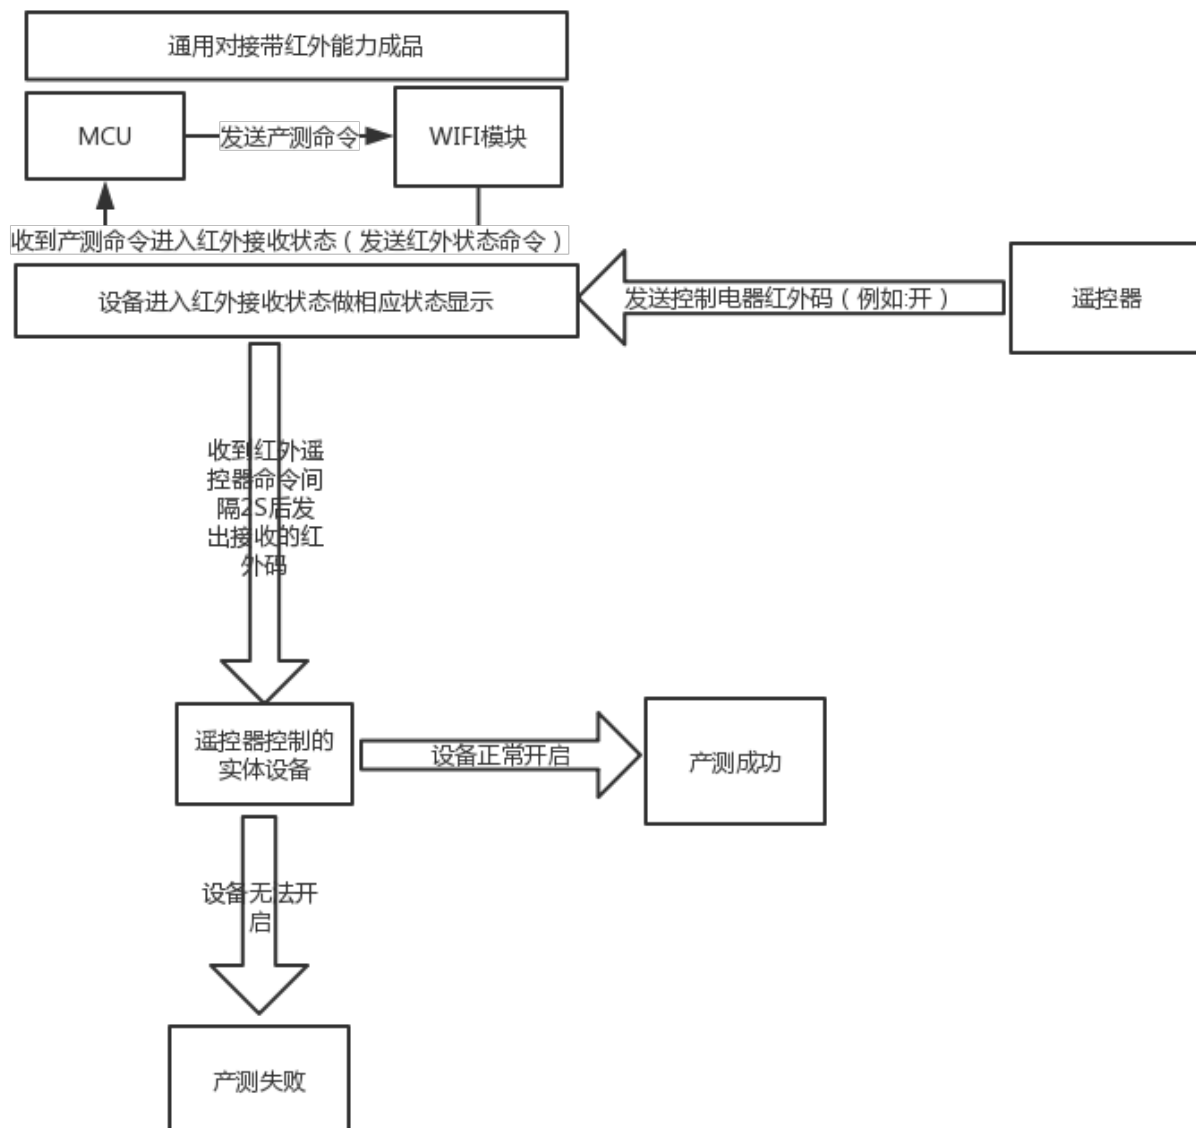 通用对接带红外能力成品
MCU
发送产测命令
WIFI模块
收到产测命令进入红外接收状态（发送红外状态命令）
设备进入红外接收状态做相应状态显示
发送控制电器红外码（例如:开）
遥控器
收到红外遥
控器命令间
隔2S后发
出接收的红
外码
遥控器控制的
实体设备
设备正常开启
产测成功
设备无法开
启
产测失败